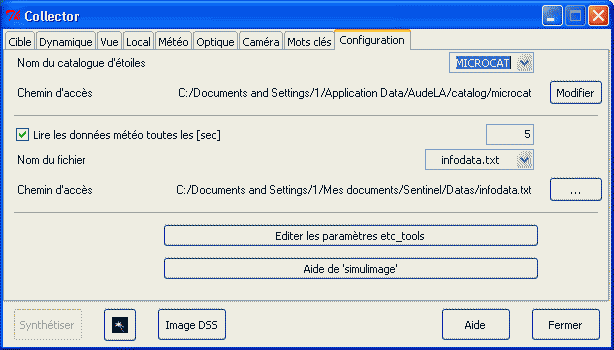 Collector
Cible Dynamique Vue Local Météo Optique Caméra Mots clés Configuration
Nom du catalogue d'étoiles MICROCAT
Chemin d'accès C:/Documents and Settings/1/Application Data/AudeLA/catalog/microcat Modifier
Lire les données météo toutes les [sec] 5
Nom du fichier infodata.txt
Chemin d'accès C:/Documents and Settings/1/Mes documents/Sentinel/Datas/infodata.txt ...
Editer les paramètres etc_tools
Aide de 'simulimage'
Synthétiser Image DSS Aide Fermer